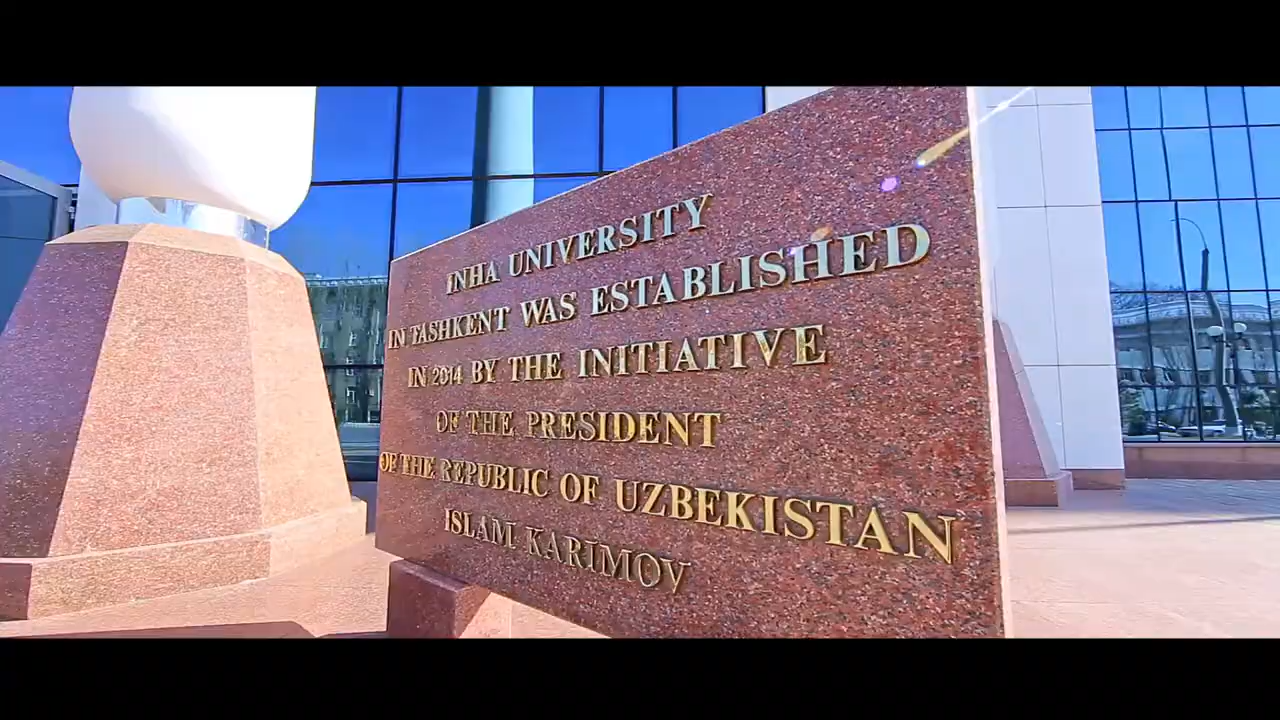 INHA UNIVERSITY
IN TASHKENT WAS ESTABLISHED
IN 2014 BY THE INITIATIVE
OF THE PRESIDENT
OF THE REPUBLIC OF UZBEKISTAN
ISLAM KARIMOV